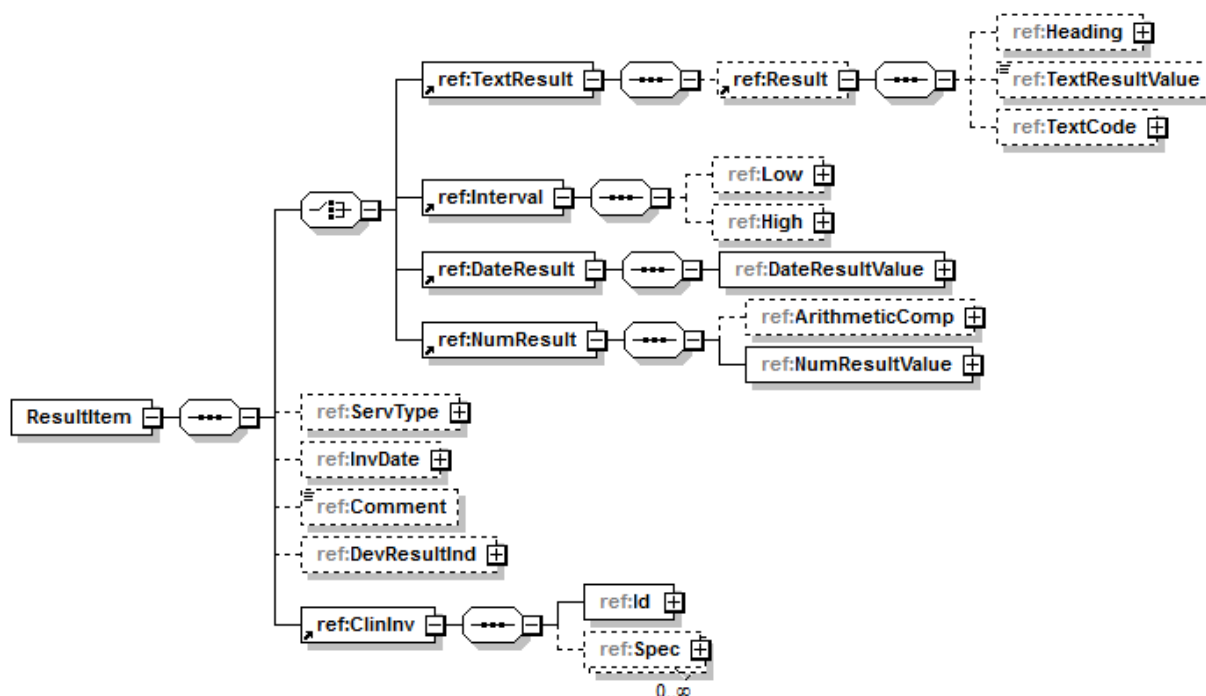 ref:Heading
ref:TextResult
ref:Result
ref:TextResultValue
ref:TextCode
ref:Low
ref:Interval
ref:High
ref:DateResult
ref:DateResultValue
ref:ArithmeticComp
ref:NumResult
ref:NumResultValue
ResultItem
ref:ServType
ref:InvDate
ref:Comment
ref:DevResultInd
ref:Id
ref:ClinInv
ref:Spec
0..∞